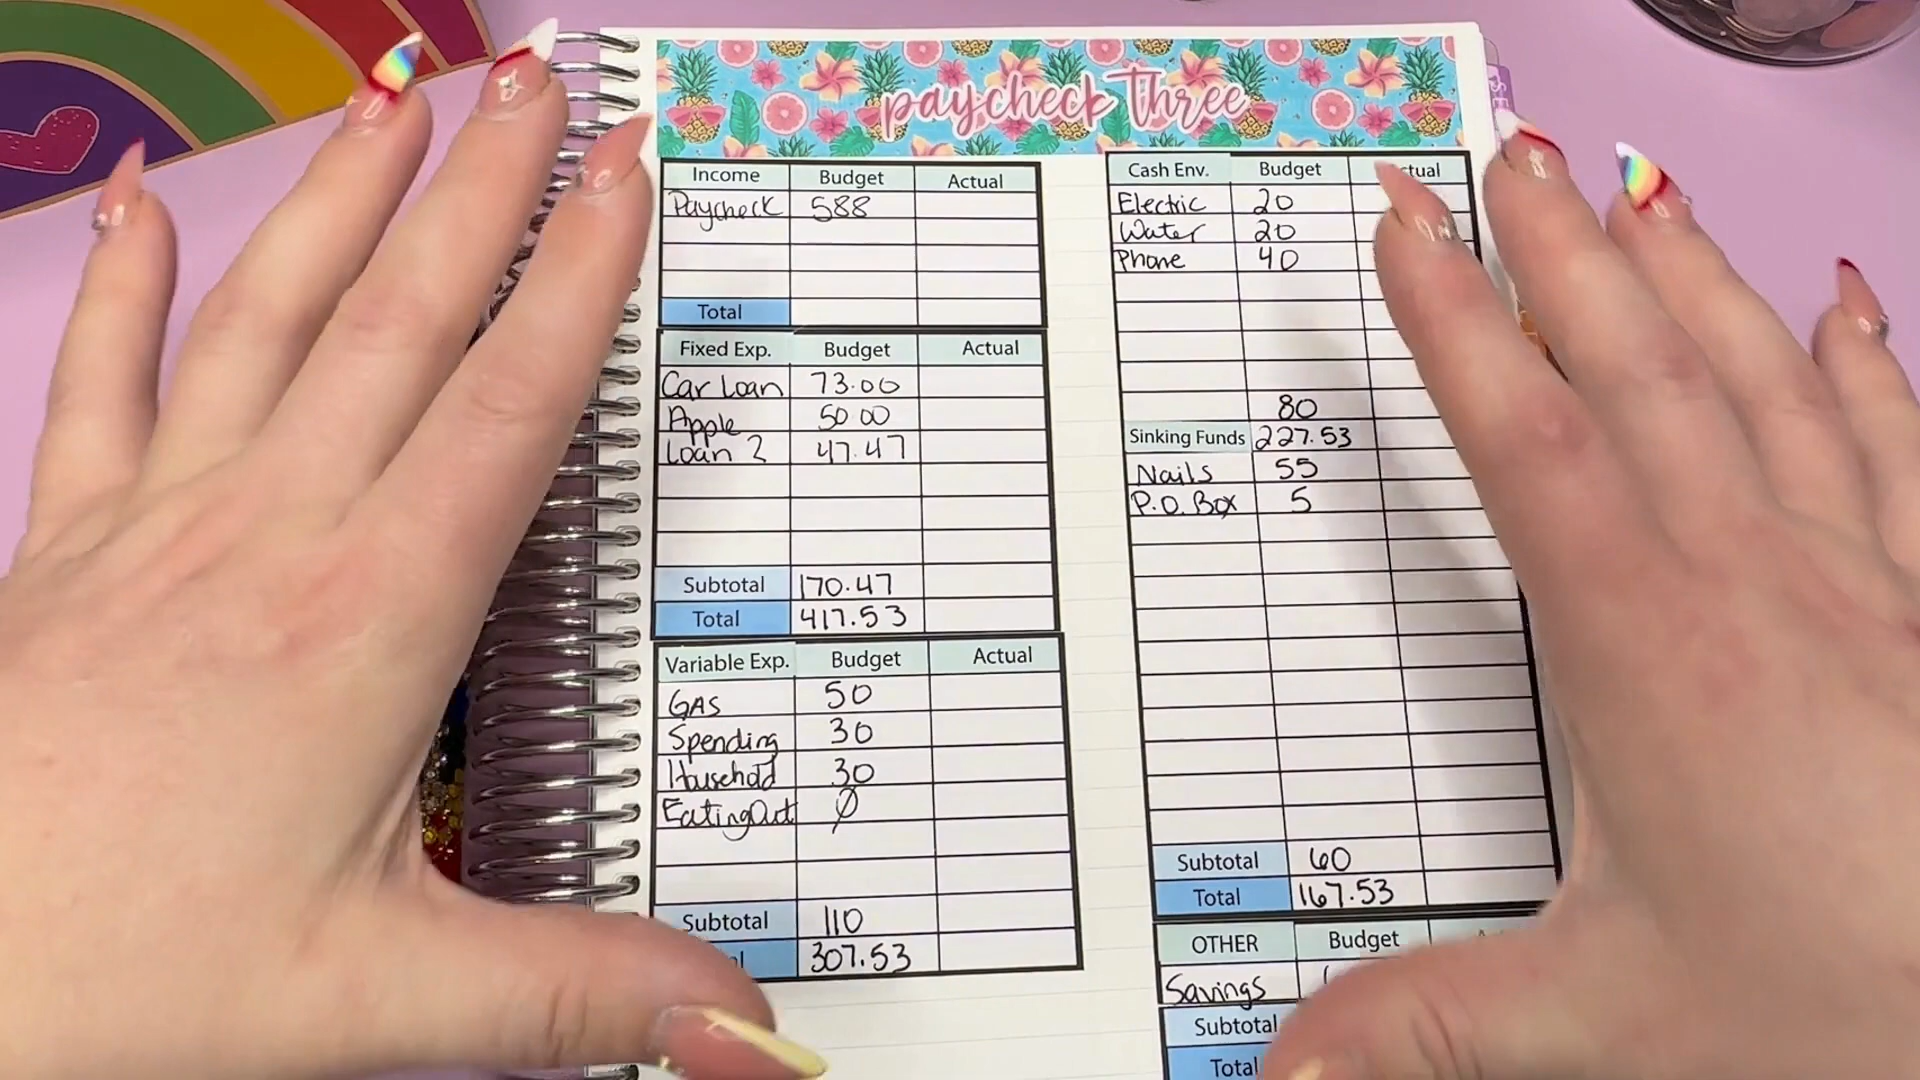 paycheck three
Income Budget Actual
Paycheck 588
Total
Fixed Exp. Budget Actual
Car Loan 73.00
Apple 50 00
Loan 2 47.47
Subtotal 170.47
Total 417.53
Variable Exp. Budget Actual
GAS 50
Spending 30
Household 30
Eating Out Ø
Subtotal 110
307.53
Cash Env. Budget
Electric 20
Water 20
Phone 40
80
Sinking Funds 227.53
Nails 55
P.O. Box 5
Subtotal 60
Total 167.53
OTHER Budget
Savings
Subtotal
Total